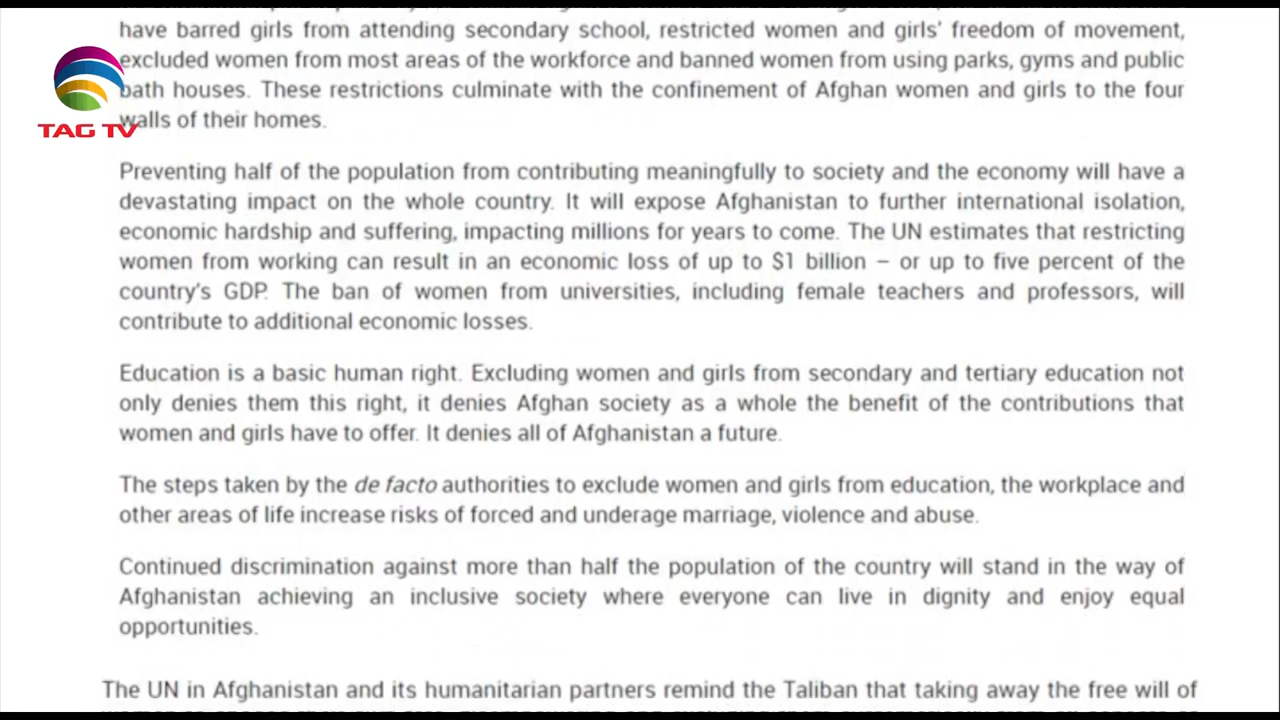 have barred girls from attending secondary school, restricted women and girls' freedom of movement,
excluded women from most areas of the workforce and banned women from using parks, gyms and public
bath houses. These restrictions culminate with the confinement of Afghan women and girls to the four
walls of their homes.
TAG TV
Preventing half of the population from contributing meaningfully to society and the economy will have a
devastating impact on the whole country. It will expose Afghanistan to further international isolation,
economic hardship and suffering, impacting millions for years to come. The UN estimates that restricting
women from working can result in an economic loss of up to $1 billion – or up to five percent of the
country's GDP. The ban of women from universities, including female teachers and professors, will
contribute to additional economic losses.
Education is a basic human right. Excluding women and girls from secondary and tertiary education not
only denies them this right, it denies Afghan society as a whole the benefit of the contributions that
women and girls have to offer. It denies all of Afghanistan a future.
The steps taken by the de facto authorities to exclude women and girls from education, the workplace and
other areas of life increase risks of forced and underage marriage, violence and abuse.
Continued discrimination against more than half the population of the country will stand in the way of
Afghanistan achieving an inclusive society where everyone can live in dignity and enjoy equal
opportunities.
The UN in Afghanistan and its humanitarian partners remind the Taliban that taking away the free will of